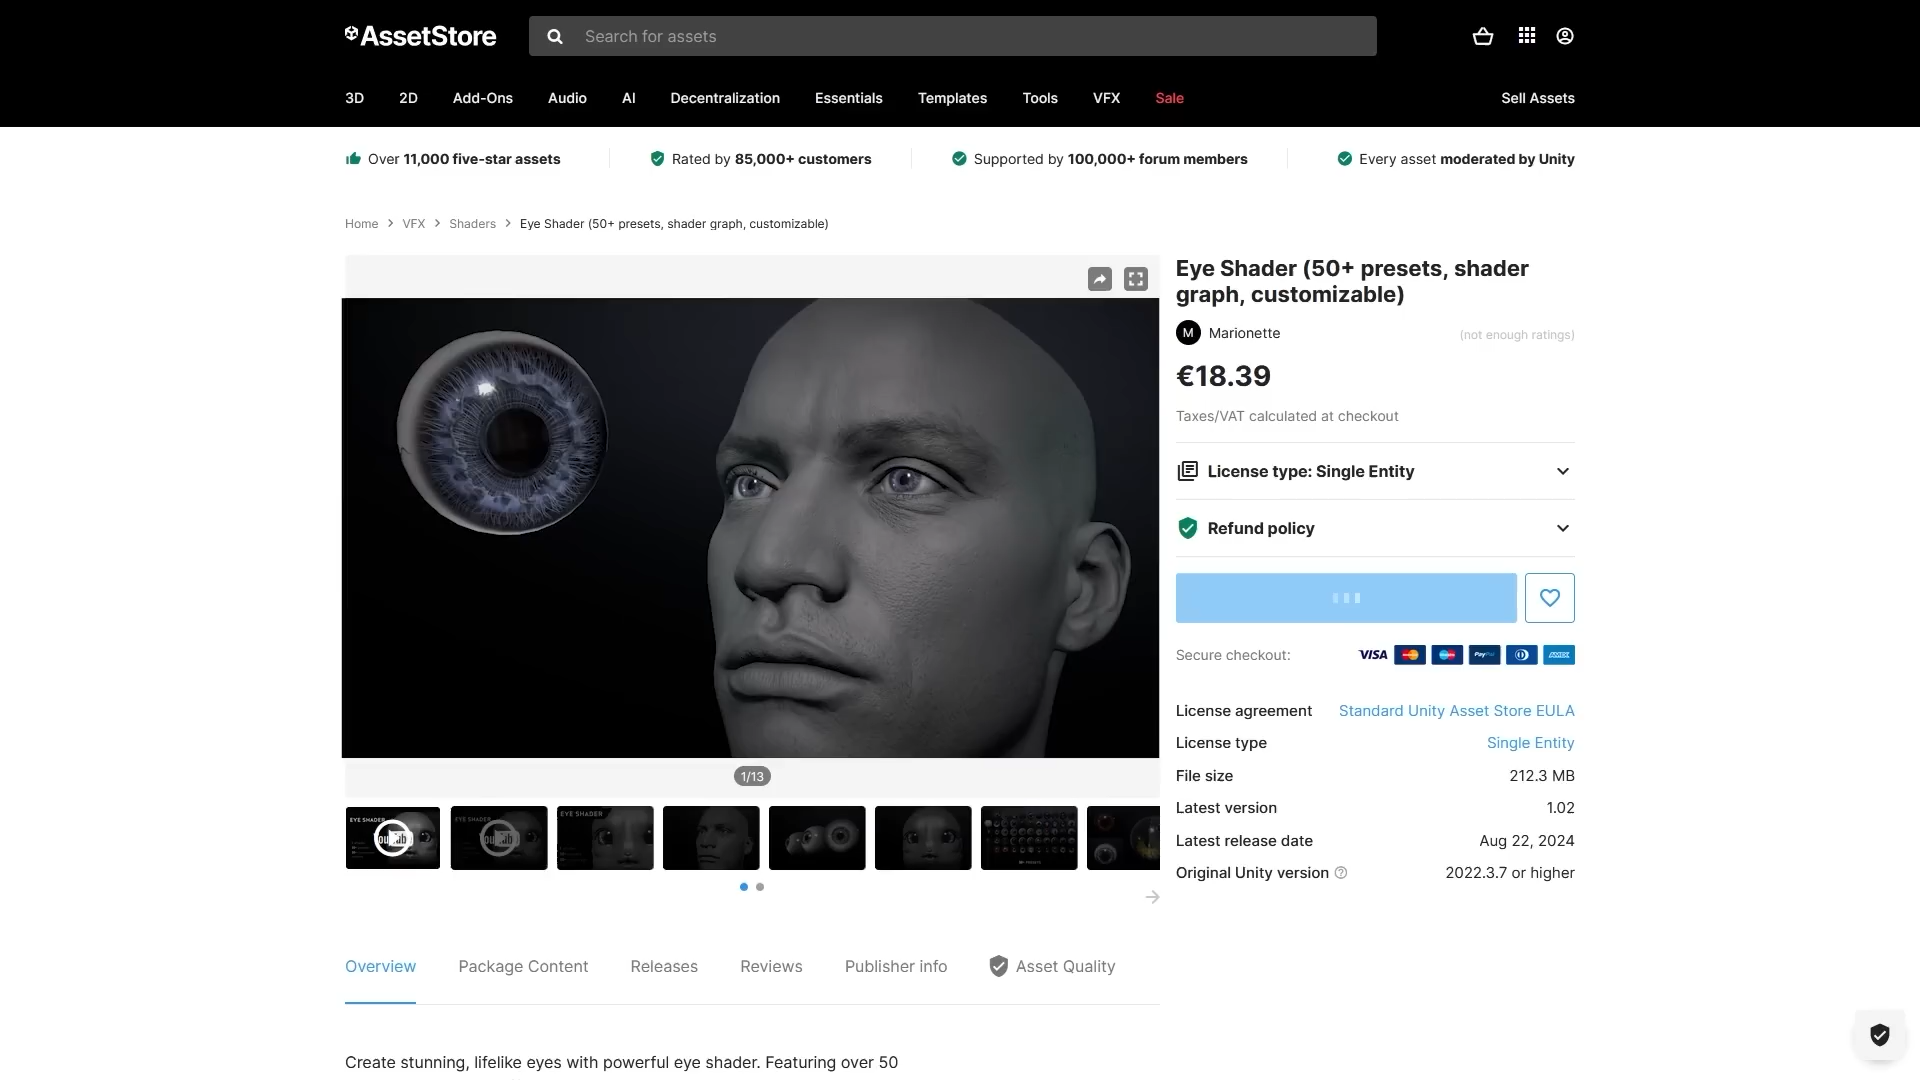 AssetStore
Search for assets
3D 2D Add-Ons Audio AI Decentralization Essentials Templates Tools VFX Sale Sell Assets
Over 11,000 five-star assets
Rated by 85,000+ customers
Supported by 100,000+ forum members
Every asset moderated by Unity
Home > VFX > Shaders > Eye Shader (50+ presets, shader graph, customizable)
Eye Shader (50+ presets, shader
graph, customizable)
M Marionette
(not enough ratings)
€18.39
Taxes/VAT calculated at checkout
License type: Single Entity
Refund policy
Secure checkout:
VISA
PayPal
AMEX
License agreement Standard Unity Asset Store EULA
License type Single Entity
File size 212.3 MB
Latest version 1.02
Latest release date Aug 22, 2024
Original Unity version 2022.3.7 or higher
1/13
EYE SHADER
EYE SHADER
EYE SHADER
Overview Package Content Releases Reviews Publisher info Asset Quality
Create stunning, lifelike eyes with powerful eye shader. Featuring over 50